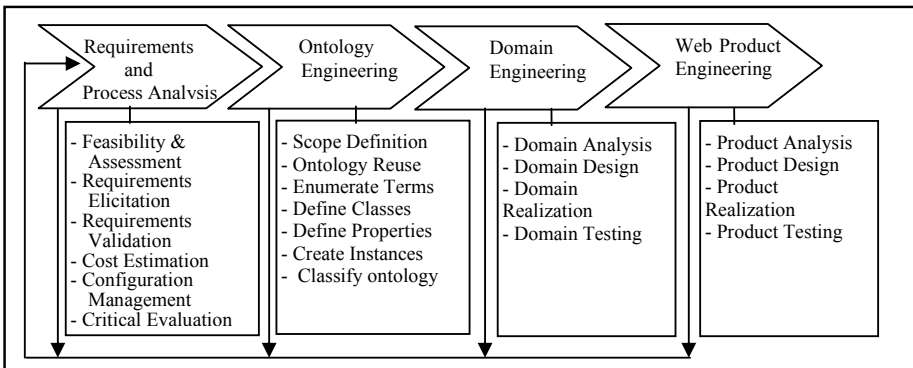 Requirements
and
Process Analysis
Ontology
Engineering
Domain
Engineering
Web Product
Engineering
- Feasibility &
Assessment
- Requirements
Elicitation
- Requirements
Validation
- Cost Estimation
- Configuration
Management
- Critical Evaluation
- Scope Definition
- Ontology Reuse
- Enumerate Terms
- Define Classes
- Define Properties
- Create Instances
- Classify ontology
- Domain Analysis
- Domain Design
- Domain
Realization
- Domain Testing
- Product Analysis
- Product Design
- Product
Realization
- Product Testing